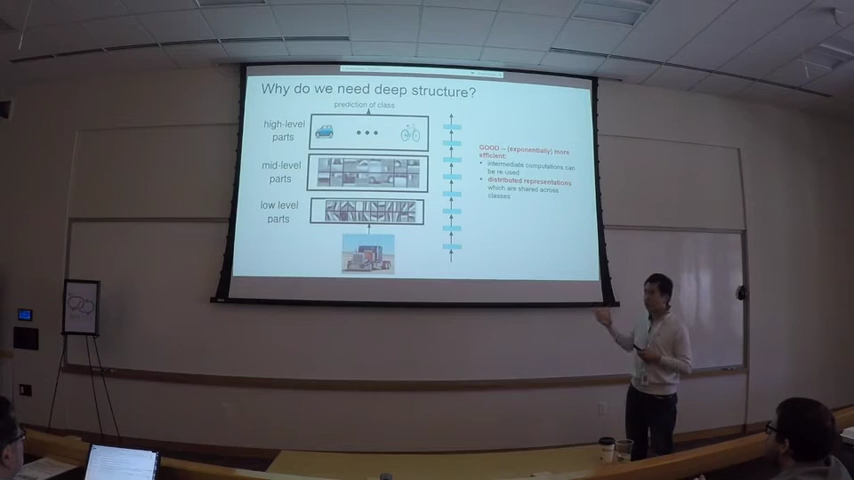 Why do we need deep structure?
prediction of class
high-level
parts
mid-level
parts
low level
parts
GOOD – (exponentially) more
efficient:
• intermediate computations can
be re-used
• distributed representations
which are shared across
classes